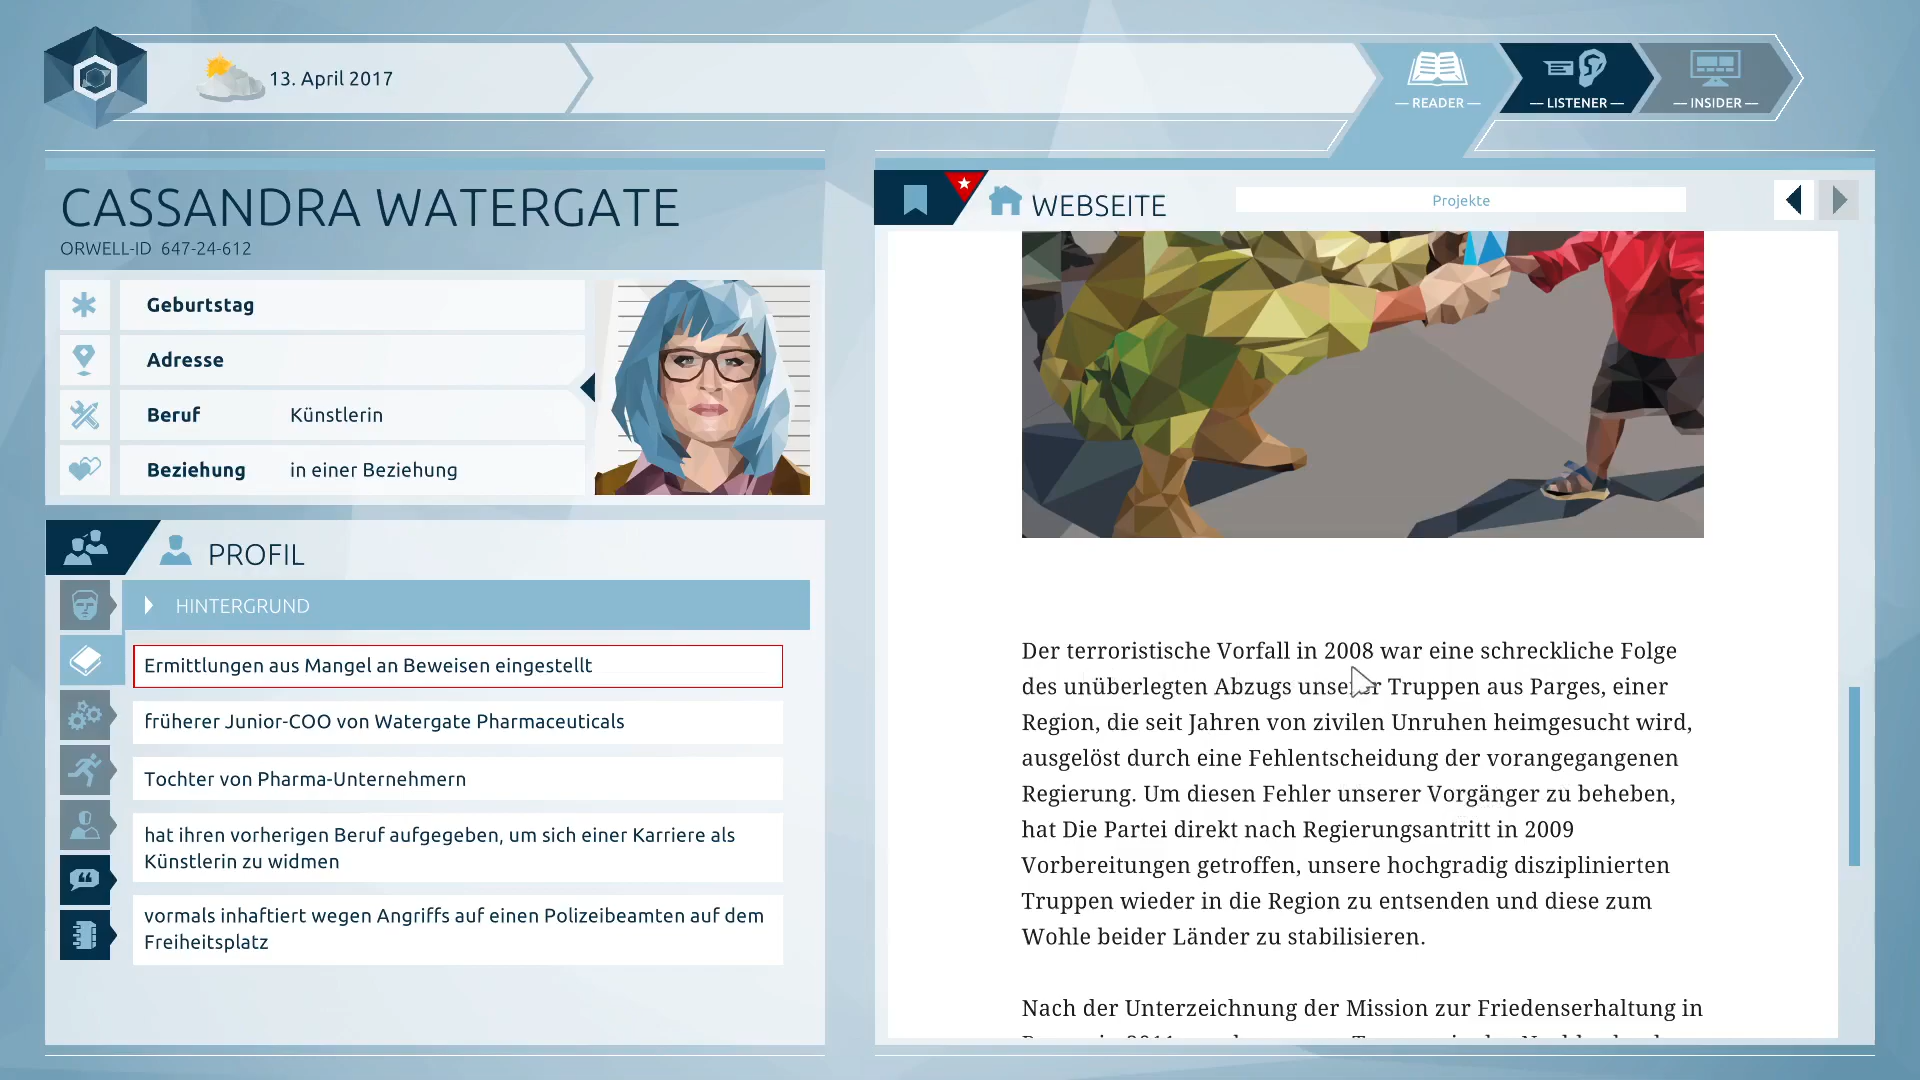 13. April 2017
— READER —
— LISTENER —
— INSIDER —
CASSANDRA WATERGATE
ORWELL-ID 647-24-612
Geburtstag
Adresse
Beruf Künstlerin
Beziehung in einer Beziehung
PROFIL
HINTERGRUND
Ermittlungen aus Mangel an Beweisen eingestellt
früherer Junior-COO von Watergate Pharmaceuticals
Tochter von Pharma-Unternehmern
hat ihren vorherigen Beruf aufgegeben, um sich einer Karriere als
Künstlerin zu widmen
vormals inhaftiert wegen Angriffs auf einen Polizeibeamten auf dem
Freiheitsplatz
WEBSEITE
Projekte
Der terroristische Vorfall in 2008 war eine schreckliche Folge
des unüberlegten Abzugs unserer Truppen aus Parges, einer
Region, die seit Jahren von zivilen Unruhen heimgesucht wird,
ausgelöst durch eine Fehlentscheidung der vorangegangenen
Regierung. Um diesen Fehler unserer Vorgänger zu beheben,
hat Die Partei direkt nach Regierungsantritt in 2009
Vorbereitungen getroffen, unsere hochgradig disziplinierten
Truppen wieder in die Region zu entsenden und diese zum
Wohle beider Länder zu stabilisieren.
Nach der Unterzeichnung der Mission zur Friedenserhaltung in